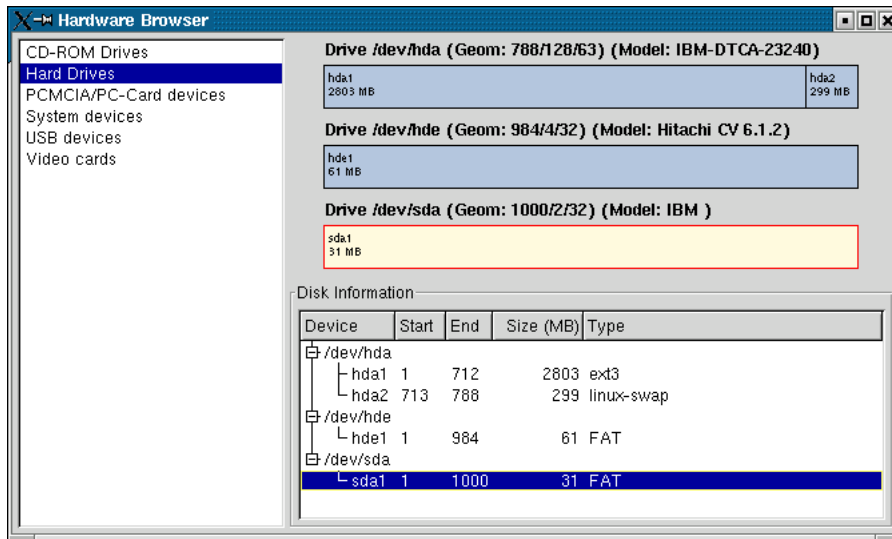 Hardware Browser
CD-ROM Drives
Hard Drives
PCMCIA/PC-Card devices
System devices
USB devices
Video cards
Drive /dev/hda (Geom: 788/128/63) (Model: IBM-DTCA-23240)
hda1 hda2
2803 MB 299 MB
Drive /dev/hde (Geom: 984/4/32) (Model: Hitachi CV 6.1.2)
hde1
61 MB
Drive /dev/sda (Geom: 1000/2/32) (Model: IBM )
sda1
31 MB
Disk Information
Device Start End Size (MB) Type
/dev/hda
hda1 1 712 2803 ext3
hda2 713 788 299 linux-swap
/dev/hde
hde1 1 984 61 FAT
/dev/sda
sda1 1 1000 31 FAT